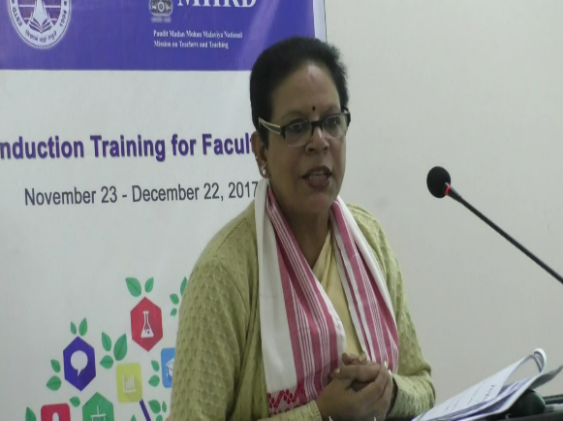 MHRD
Pandit Madan Mohan Malaviya National
Mission on Teachers and Teaching
nduction Training for Facul
November 23 - December 22, 2017